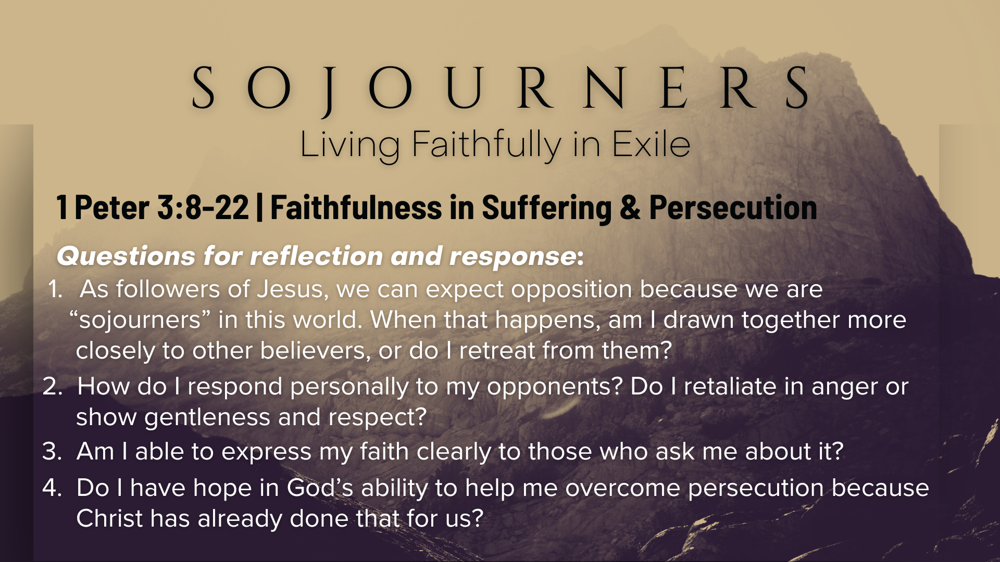 SOJOURNERS
Living Faithfully in Exile
1 Peter 3:8-22 | Faithfulness in Suffering & Persecution
Questions for reflection and response:
1. As followers of Jesus, we can expect opposition because we are
“sojourners” in this world. When that happens, am I drawn together more
closely to other believers, or do I retreat from them?
2. How do I respond personally to my opponents? Do I retaliate in anger or
show gentleness and respect?
3. Am I able to express my faith clearly to those who ask me about it?
4. Do I have hope in God’s ability to help me overcome persecution because
Christ has already done that for us?